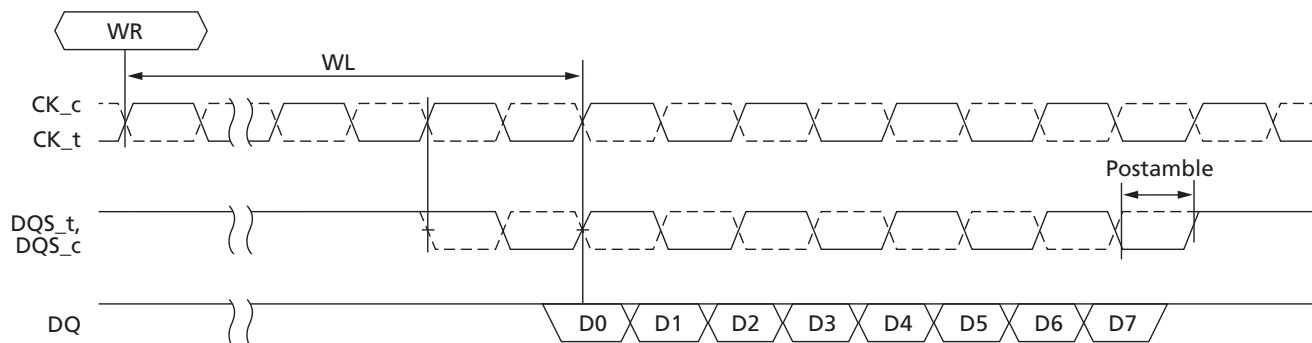 WR
WL
CK_c
CK_t
Postamble
DQS_t,
DQS_c
DQ
D0
D1
D2
D3
D4
D5
D6
D7